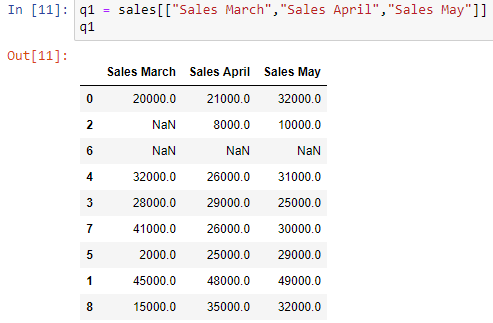 In [11]: q1 = sales[["Sales March","Sales April","Sales May"]]
q1
Out[11]:
Sales March Sales April Sales May
0 20000.0 21000.0 32000.0
2 NaN 8000.0 10000.0
6 NaN NaN NaN
4 32000.0 26000.0 31000.0
3 28000.0 29000.0 25000.0
7 41000.0 26000.0 30000.0
5 2000.0 25000.0 29000.0
1 45000.0 48000.0 49000.0
8 15000.0 35000.0 32000.0